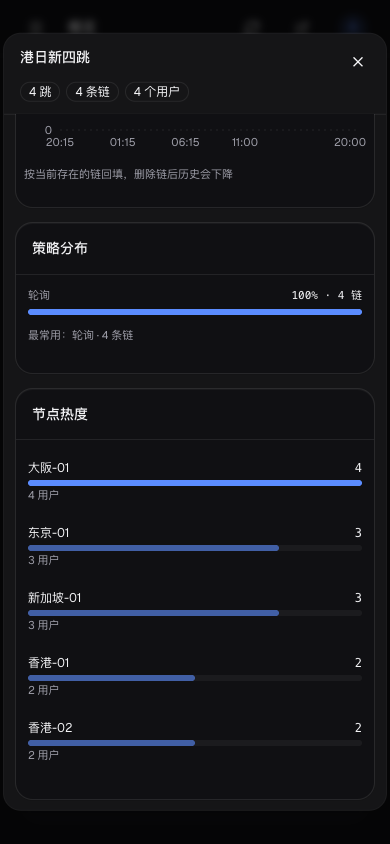 港日新四跳
4 跳
4 条链
4 个用户
0
20:15
01:15
06:15
11:00
20:00
按当前存在的链回填，删除链后历史会下降
策略分布
轮询
100% · 4 链
最常用：轮询 · 4 条链
节点热度
大阪-01
4
4 用户
东京-01
3
3 用户
新加坡-01
3
3 用户
香港-01
2
2 用户
香港-02
2
2 用户